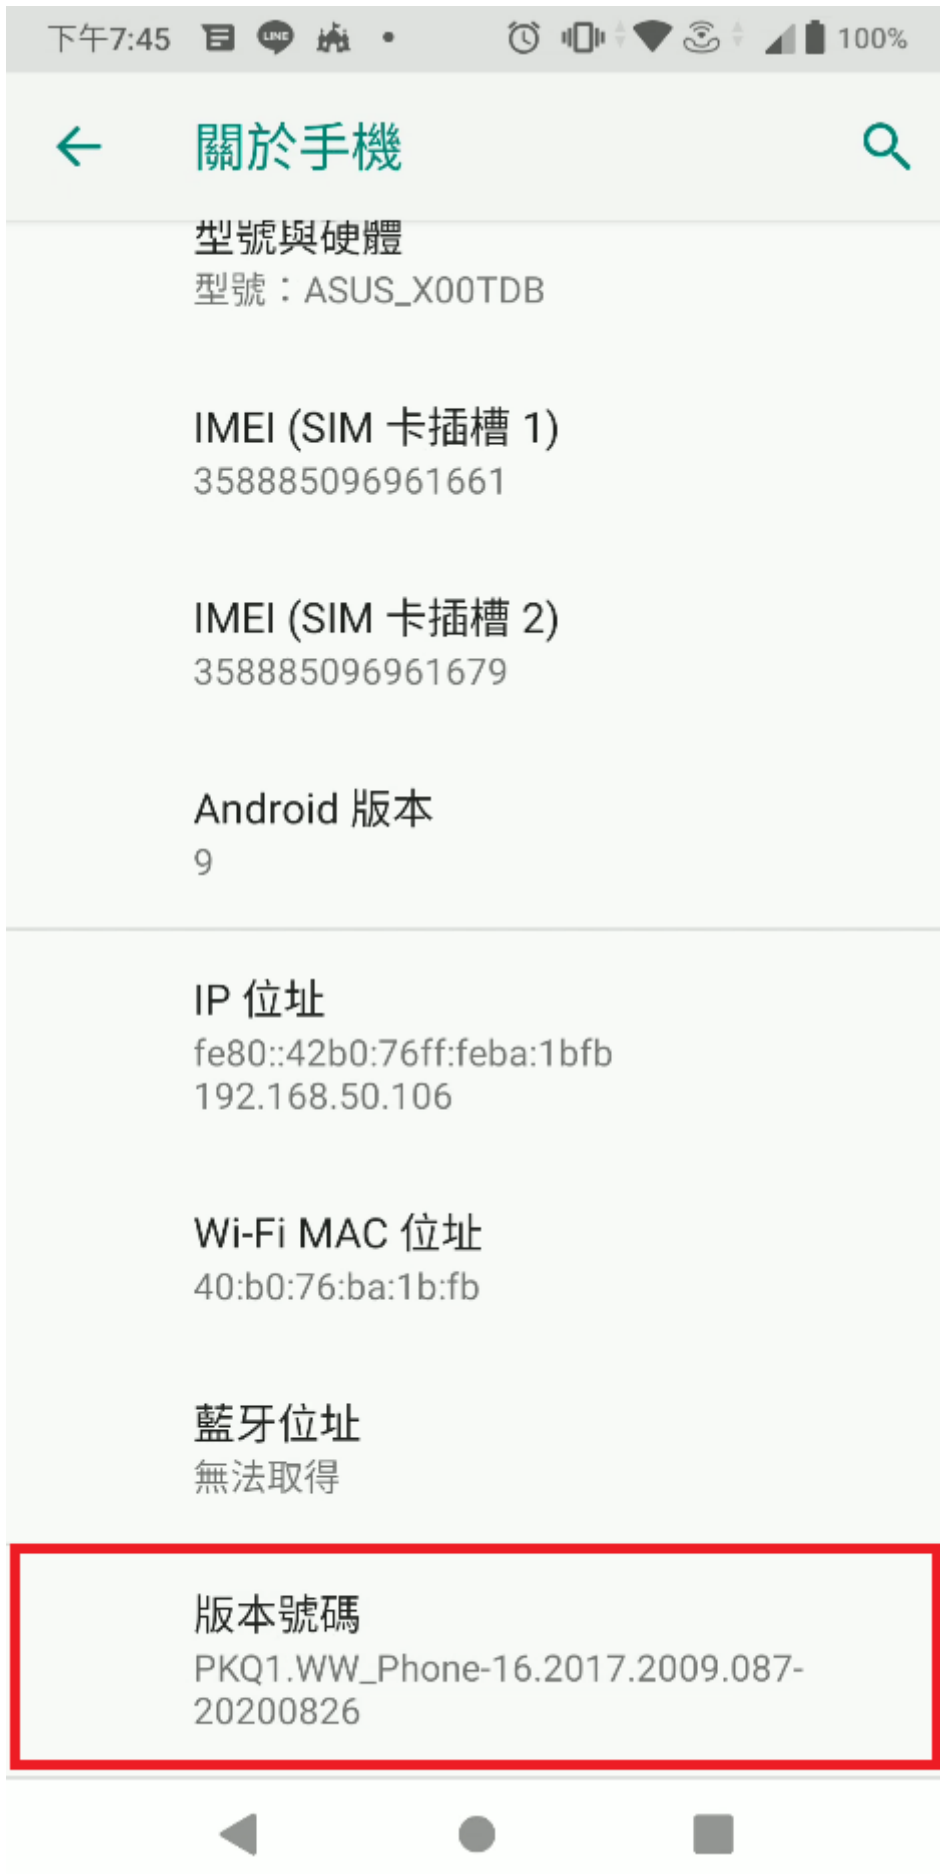 下午7:45 LINE 100%
關於手機
型號與硬體
型號：ASUS_X00TDB
IMEI (SIM 卡插槽 1)
358885096961661
IMEI (SIM 卡插槽 2)
358885096961679
Android 版本
9
IP 位址
fe80::42b0:76ff:feba:1bfb
192.168.50.106
Wi-Fi MAC 位址
40:b0:76:ba:1b:fb
藍牙位址
無法取得
版本號碼
PKQ1.WW_Phone-16.2017.2009.087-
20200826